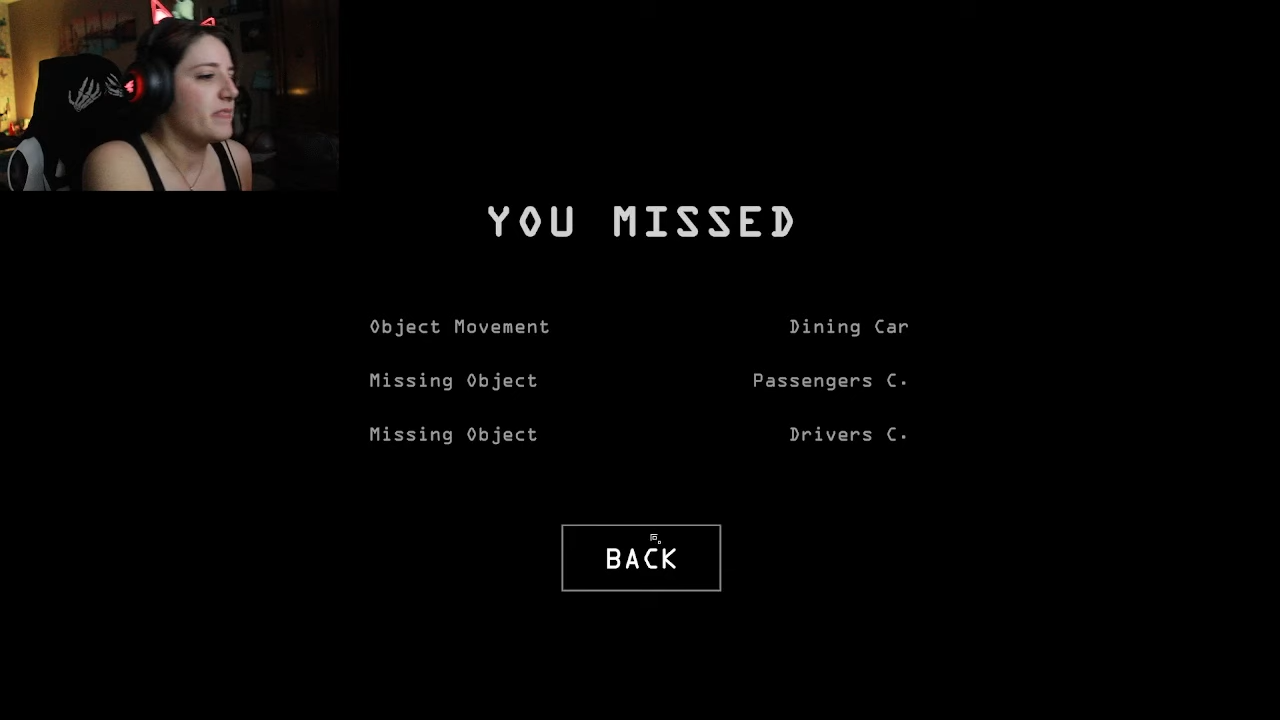 YOU MISSED
Object Movement Dining Car
Missing Object Passengers C.
Missing Object Drivers C.
BACK